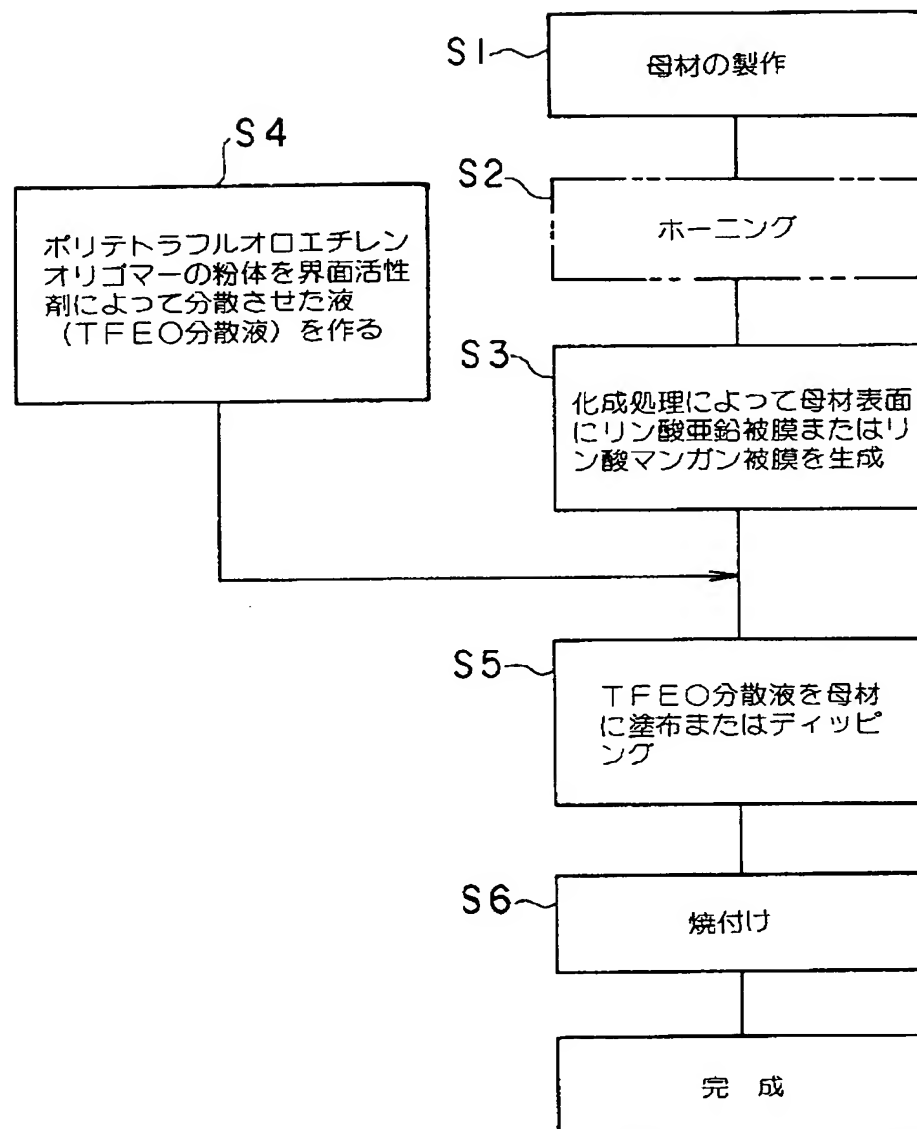 S1
母材の製作
S4
S2
ホーニング
ポリテトラフルオロエチレン
オリゴマーの粉体を界面活性
剤によって分散させた液
（TFEO分散液）を作る
S3
化成処理によって母材表面
にリン酸亜鉛被膜またはリ
ン酸マンガン被膜を生成
S5
TFEO分散液を母材
に塗布またはディッピ
ング
S6
焼付け
完 成